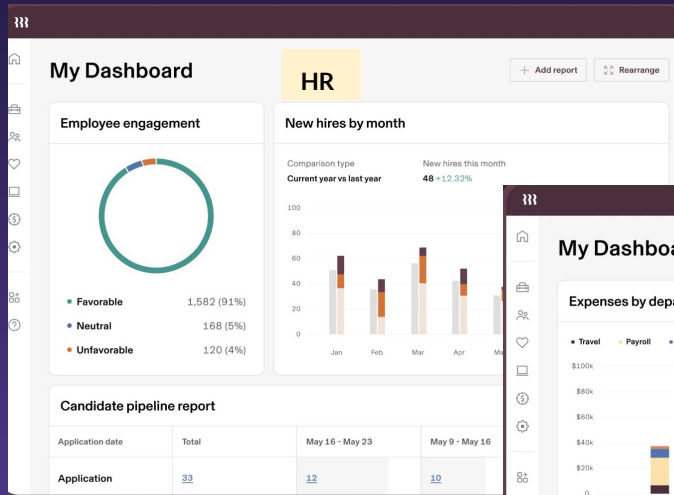 My Dashboard
HR
+ Add report
Rearrange
Employee engagement
Favorable 1,582 (91%)
Neutral 168 (5%)
Unfavorable 120 (4%)
New hires by month
Comparison type New hires this month
Current year vs last year 48 +12.32%
100
80
60
40
20
0
Jan Feb Mar Apr Ma
Candidate pipeline report
Application date Total May 16 - May 23 May 9 - May 16
Application 33 12 10
My Dashboa
Expenses by depa
Travel Payroll
$100k
$80k
$60k
$40k
$20k
0